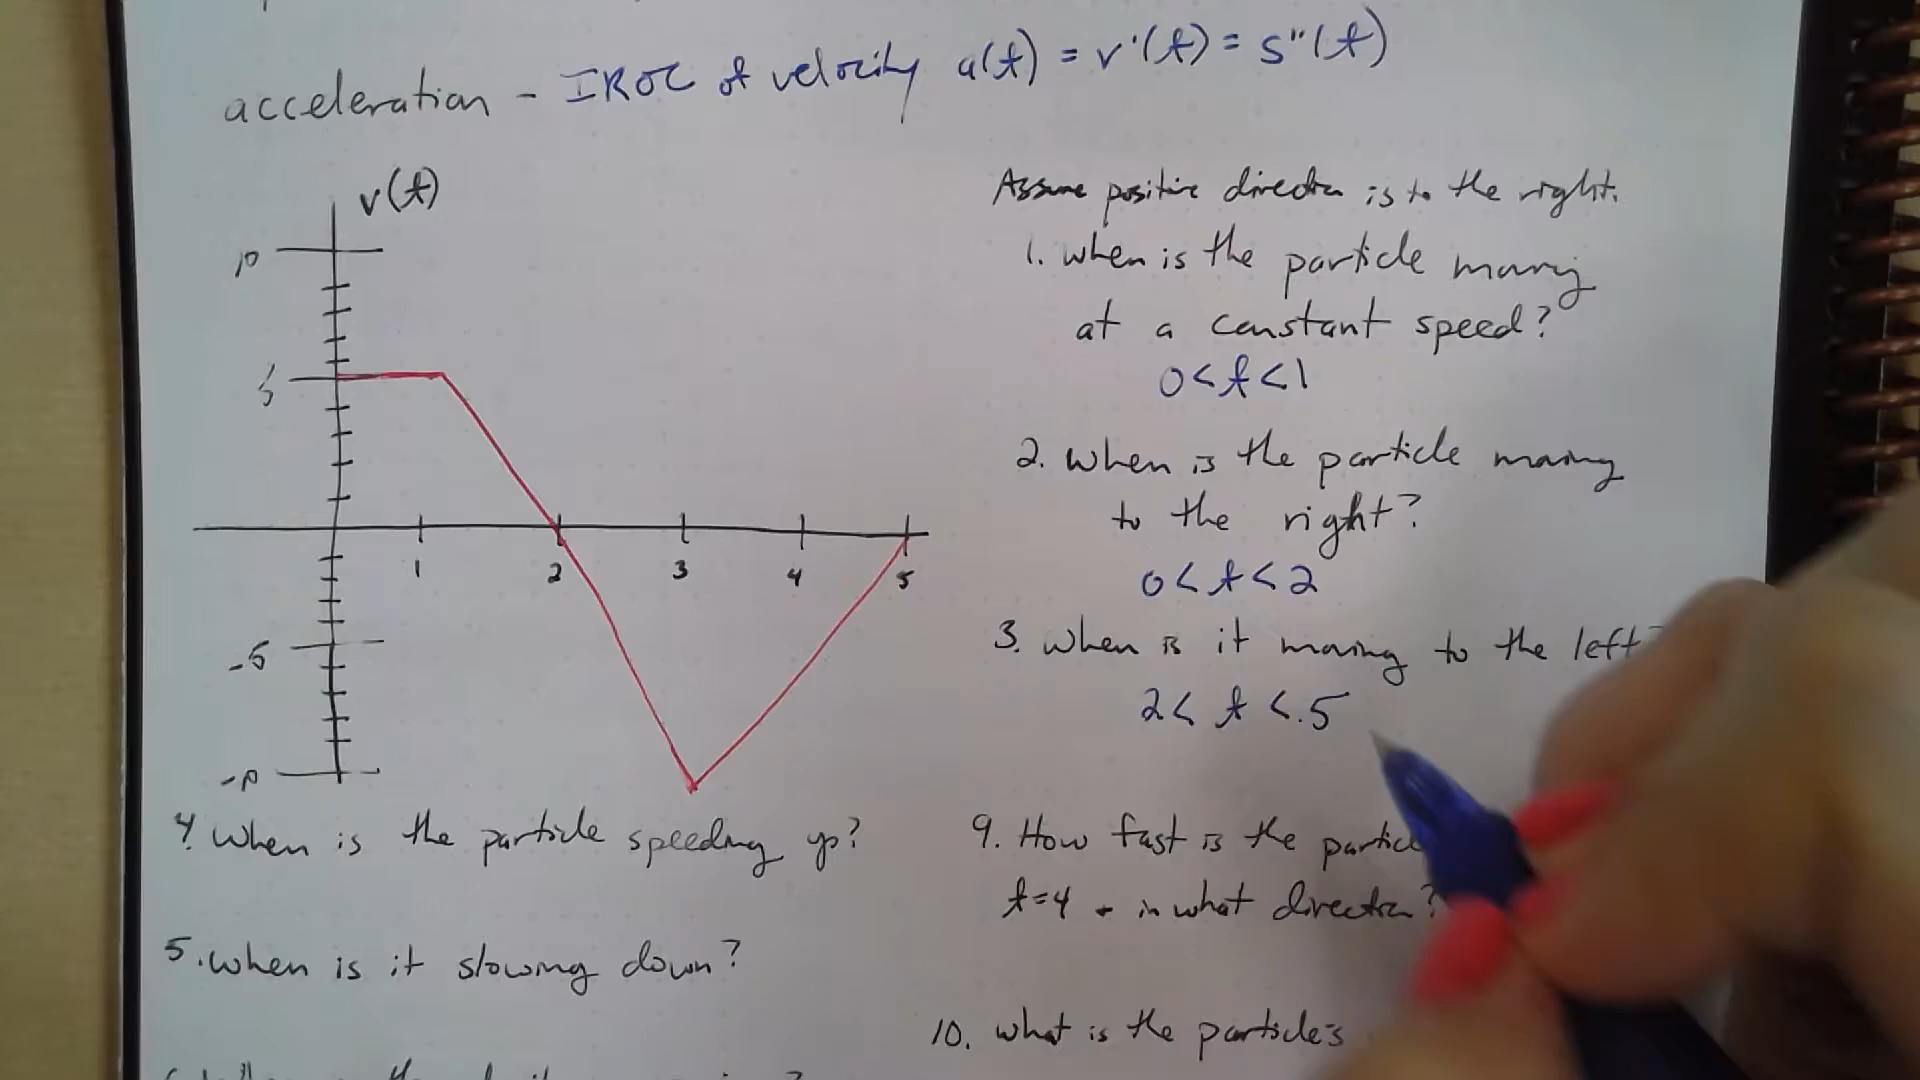 acceleration - IROC of velocity a(t) = v'(t) = s''(t)
v(t)
10
5
-5
-10
1 2 3 4 5
Assume positive direction is to the right.
1. when is the particle moving
at a constant speed?
0 < t < 1
2. when is the particle moving
to the right?
0 < t < 2
3. when is it moving to the left?
2 < t < 5
4. when is the particle speeding up?
5. when is it slowing down?
9. How fast is the
t=4 + in what direction?
10. what is the particle's